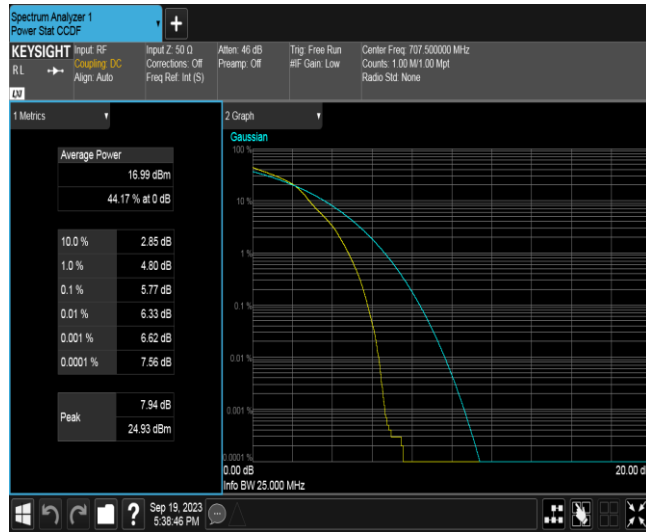 Spectrum Analyzer 1
Power Stat CCDF
+
KEYSIGHT
RL
LXI
Input: RF
Coupling: DC
Align: Auto
Input Z: 50 Ω
Corrections: Off
Freq Ref: Int (S)
Atten: 46 dB
Preamp: Off
Trig: Free Run
#IF Gain: Low
Center Freq: 707.500000 MHz
Counts: 1.00 M/1.00 Mpt
Radio Std: None
1 Metrics
Average Power
16.99 dBm
44.17 % at 0 dB
10.0 % 2.85 dB
1.0 % 4.80 dB
0.1 % 5.77 dB
0.01 % 6.33 dB
0.001 % 6.62 dB
0.0001 % 7.56 dB
Peak
7.94 dB
24.93 dBm
2 Graph
Gaussian
100 %
10 %
1 %
0.1 %
0.01 %
0.001 %
0.0001 %
0.00 dB
20.00 d
Info BW 25.000 MHz
?
Sep 19, 2023
5:38:46 PM